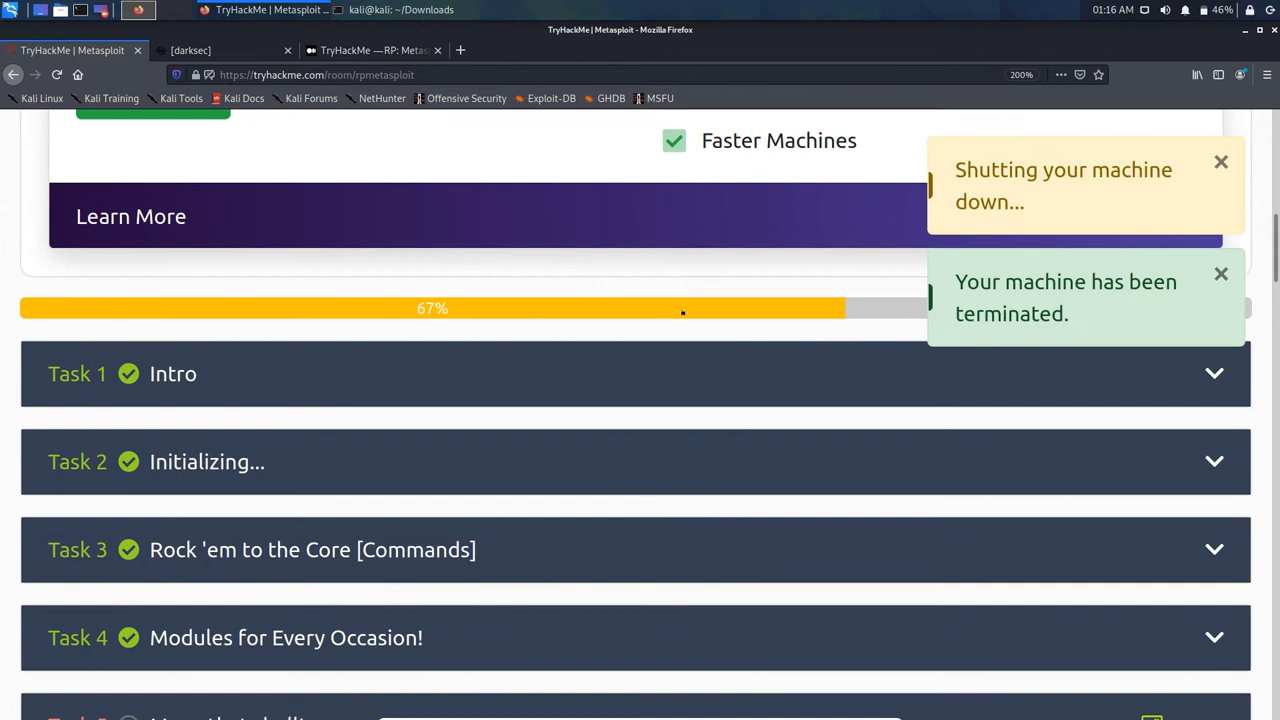 TryHackMe | Metasploit ...
kali@kali: ~/Downloads
01:16 AM
46%
TryHackMe | Metasploit - Mozilla Firefox
TryHackMe | Metasploit
[darksec]
TryHackMe — RP: Metas
https://tryhackme.com/room/rpmetasploit
200%
Kali Linux
Kali Training
Kali Tools
Kali Docs
Kali Forums
NetHunter
Offensive Security
Exploit-DB
GHDB
MSFU
Faster Machines
Learn More
Shutting your machine
down...
Your machine has been
terminated.
67%
Task 1 Intro
Task 2 Initializing...
Task 3 Rock 'em to the Core [Commands]
Task 4 Modules for Every Occasion!